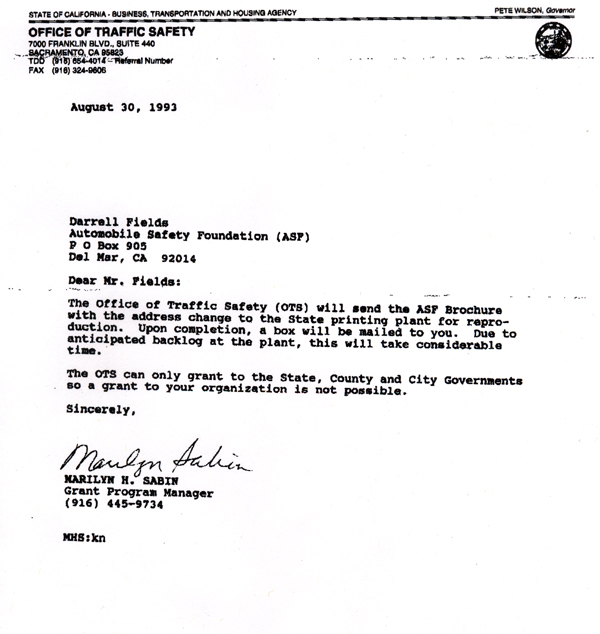 STATE OF CALIFORNIA - BUSINESS, TRANSPORTATION AND HOUSING AGENCY
PETE WILSON, Governor
OFFICE OF TRAFFIC SAFETY
7000 FRANKLIN BLVD., SUITE 440
SACRAMENTO, CA 95823
TDD (916) 654-4014 - Referral Number
FAX (916) 324-9606
August 30, 1993
Darrell Fields
Automobile Safety Foundation (ASF)
P O Box 905
Del Mar, CA 92014
Dear Mr. Fields:
The Office of Traffic Safety (OTS) will send the ASF Brochure
with the address change to the State printing plant for repro-
duction. Upon completion, a box will be mailed to you. Due to
anticipated backlog at the plant, this will take considerable
time.
The OTS can only grant to the State, County and City Governments
so a grant to your organization is not possible.
Sincerely,
Marilyn Sabin
MARILYN H. SABIN
Grant Program Manager
(916) 445-9734
MHS:kn